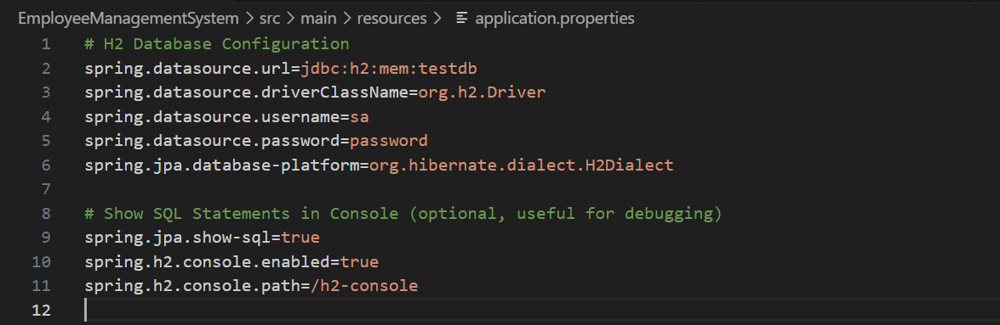 EmployeeManagementSystem > src > main > resources > application.properties
1 # H2 Database Configuration
2 spring.datasource.url=jdbc:h2:mem:testdb
3 spring.datasource.driverClassName=org.h2.Driver
4 spring.datasource.username=sa
5 spring.datasource.password=password
6 spring.jpa.database-platform=org.hibernate.dialect.H2Dialect
7
8 # Show SQL Statements in Console (optional, useful for debugging)
9 spring.jpa.show-sql=true
10 spring.h2.console.enabled=true
11 spring.h2.console.path=/h2-console
12